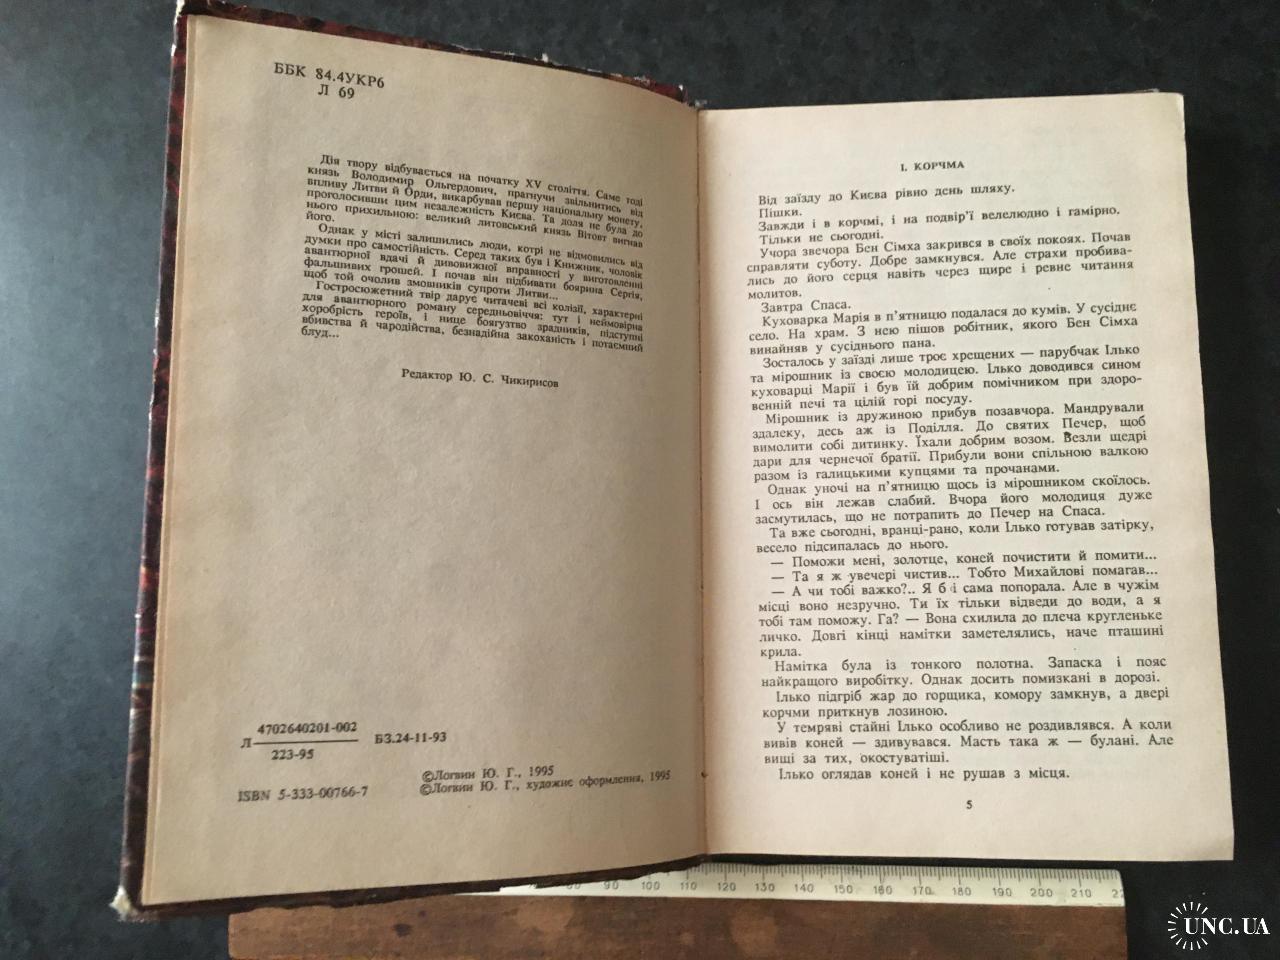 ББК 84.4УКР6
Л 69
Дія твору відбувається на початку XV століття. Саме тоді
князь Володимир Ольгердович, прагнучи звільнитись від
впливу Литви й Орди, викарбував першу національну монету,
проголосивши цим незалежність Києва. Та доля не була до
нього прихильною: великий литовський князь Вітовт вигнав
його.
Однак у місті залишились люди, котрі не відмовились від
думки про самостійність. Серед таких був і Книжник, чоловік
авантюрної вдачі й дивовижної вправності у виготовленні
фальшивих грошей. І почав він підбивати боярина Сергія,
щоб той очолив змовників супроти Литви...
Гостросюжетний твір дарує читачеві всі колізії, характерні
для авантюрного роману середньовіччя: тут і неймовірна
хоробрість героїв, і нице боягузтво зрадників, підступні
вбивства й чародійства, безнадійна закоханість і потаємний
блуд...
Редактор Ю. С. Чикирисов
Л 4702640201-002
223-95
БЗ.24-11-93
ISBN 5-333-00766-7
©Логвин Ю. Г., 1995
©Логвин Ю. Г., художнє оформлення, 1995
І. КОРЧМА
Від заїзду до Києва рівно день шляху.
Пішки.
Завжди і в корчмі, і на подвір'ї велелюдно і гамірно.
Тільки не сьогодні.
Учора звечора Бен Сімха закрився в своїх покоях. Почав
справляти суботу. Добре замкнувся. Але страхи пробива-
лись до його серця навіть через щире і ревне читання
молитов.
Завтра Спаса.
Куховарка Марія в п'ятницю подалася до кумів. У сусіднє
село. На храм. З нею пішов робітник, якого Бен Сімха
винайняв у сусіднього пана.
Зосталось у заїзді лише троє хрещених — парубчак Ілько
та мірошник із своєю молодицею. Ілько доводився сином
куховарці Марії і був їй добрим помічником при здоро-
венній печі та цілій горі посуду.
Мірошник із дружиною прибув позавчора. Мандрували
здалеку, десь аж із Поділля. До святих Печер, щоб
вимолити собі дитинку. Їхали добрим возом. Везли щедрі
дари для чернечої братії. Прибули вони спільною валкою
разом із галицькими купцями та прочанами.
Однак уночі на п'ятницю щось із мірошником скоїлось.
І ось він лежав слабий. Вчора його молодиця дуже
засмутилась, що не потрапить до Печер на Спаса.
Та вже сьогодні, вранці-рано, коли Ілько готував затірку,
весело підсипалась до нього.
— Поможи мені, золотце, коней почистити й помити...
— Та я ж увечері чистив... Тобто Михайлові помагав...
— А чи тобі важко?.. Я б і сама попорала. Але в чужім
місці воно незручно. Ти їх тільки відведи до води, а я
тобі там поможу. Га? — Вона схилила до плеча кругленьке
личко. Довгі кінці намітки заметелялись, наче пташині
крила.
Намітка була із тонкого полотна. Запаска і пояс
найкращого виробітку. Однак досить помизкані в дорозі.
Ілько підгріб жар до горщика, комору замкнув, а двері
корчми приткнув лозиною.
У темряві стайні Ілько особливо не роздивлявся. А коли
вивів коней — здивувався. Масть така ж — булані. Але
вищі за тих, окостуватіші.
Ілько оглядав коней і не рушав з місця.
5
90 100 110 120 130 140 150 160 170 180 190 200 210
UNC.UA